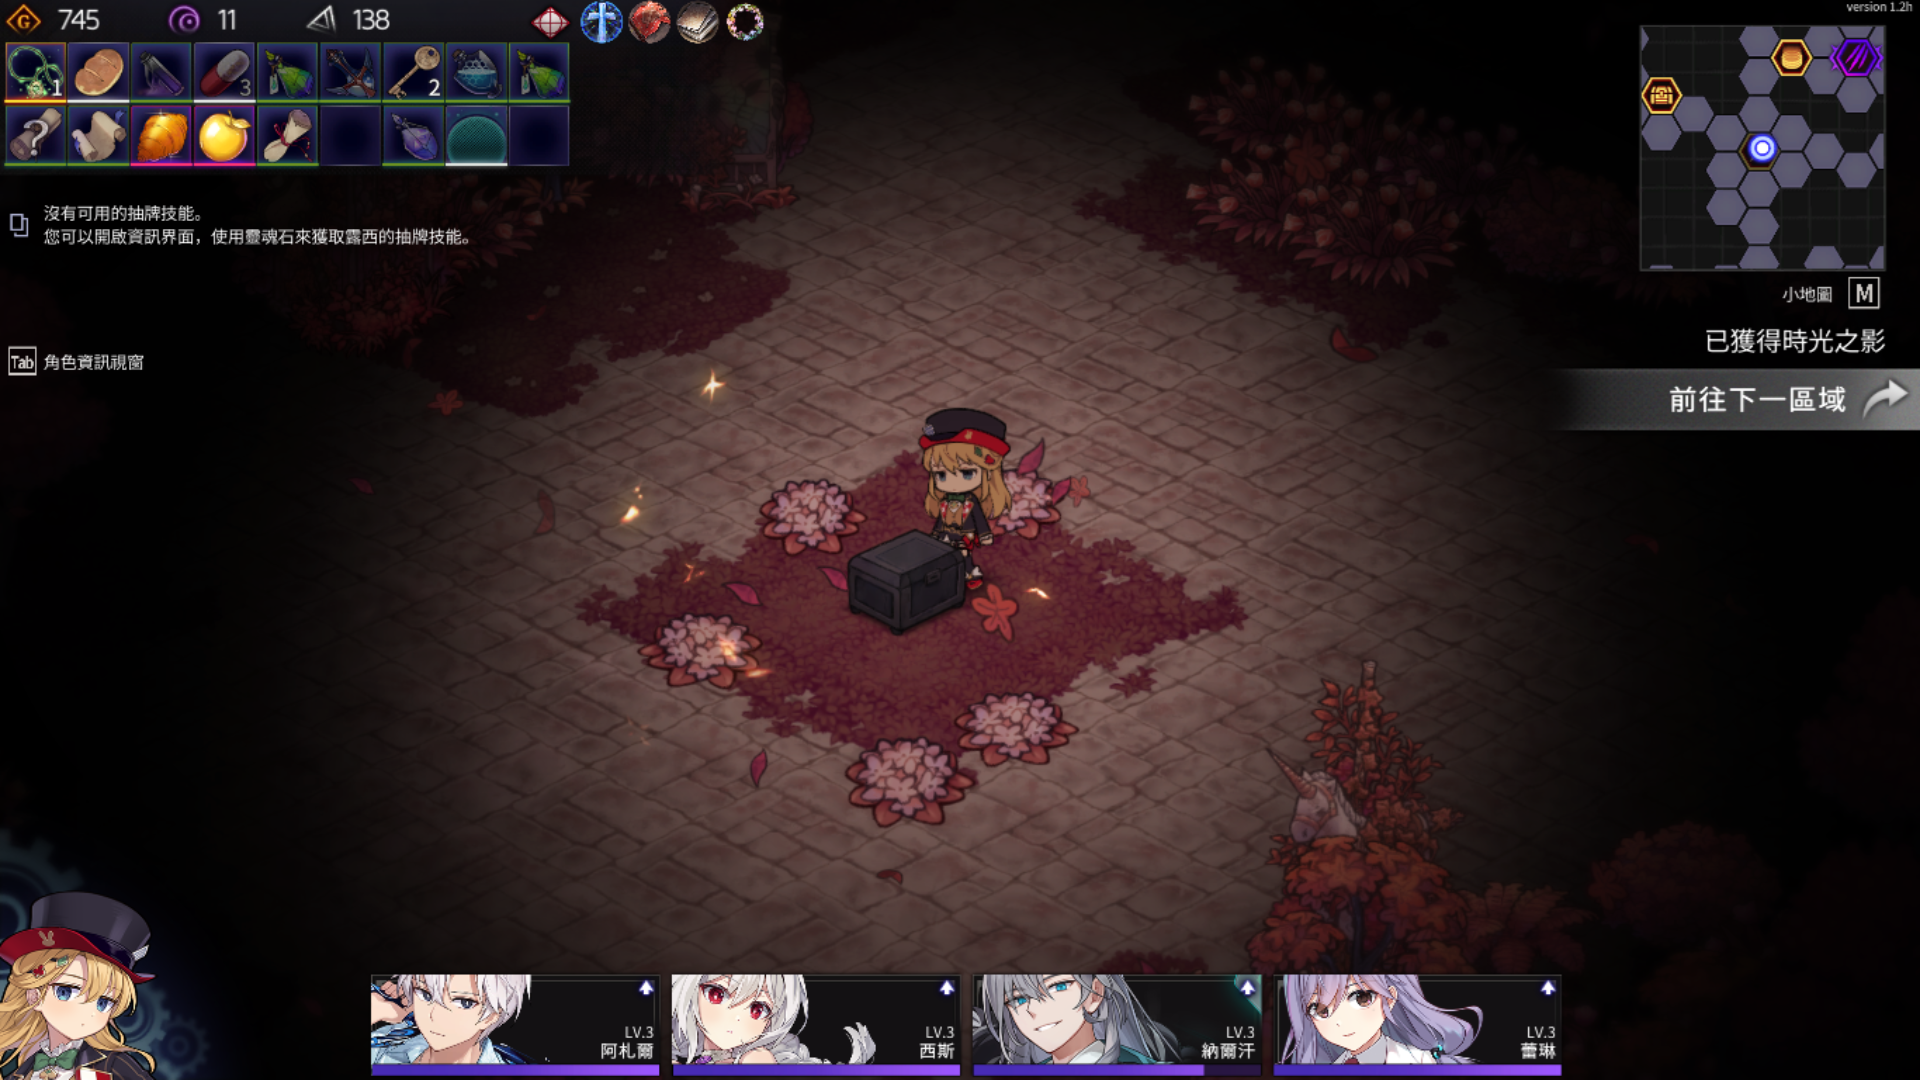 745
11
138
version 1.2h
1
3
2
沒有可用的抽牌技能。
您可以開啟資訊界面，使用靈魂石來獲取露西的抽牌技能。
Tab 角色資訊視窗
小地圖 M
已獲得時光之影
前往下一區域
LV.3
阿札爾
LV.3
西斯
LV.3
納爾汗
LV.3
蕾琳